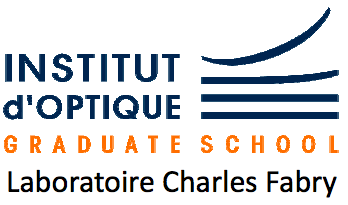 INSTITUT
d'OPTIQUE
GRADUATE SCHOOL
Laboratoire Charles Fabry